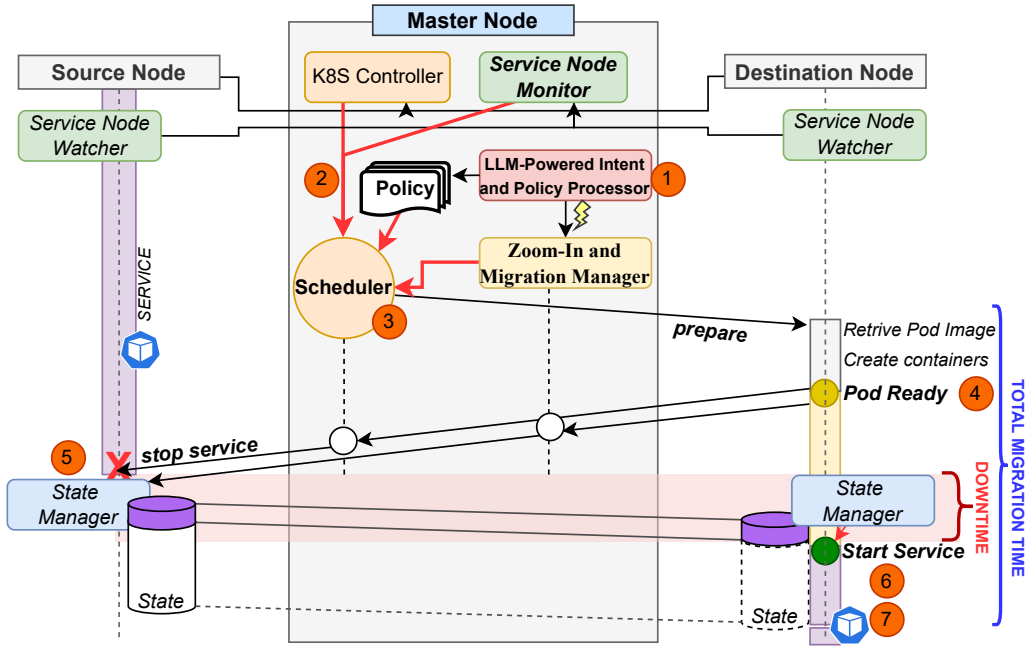 Master Node
Source Node
Destination Node
K8S Controller
Service Node
Monitor
Service Node
Watcher
Service Node
Watcher
2
LLM-Powered Intent
and Policy Processor
1
Policy
Zoom-In and
Migration Manager
SERVICE
Scheduler
3
prepare
Retrive Pod Image
Create containers
Pod Ready
4
stop service
5
X
State
Manager
State
Manager
DOWNTIME
TOTAL MIGRATION TIME
Start Service
6
7
State
State